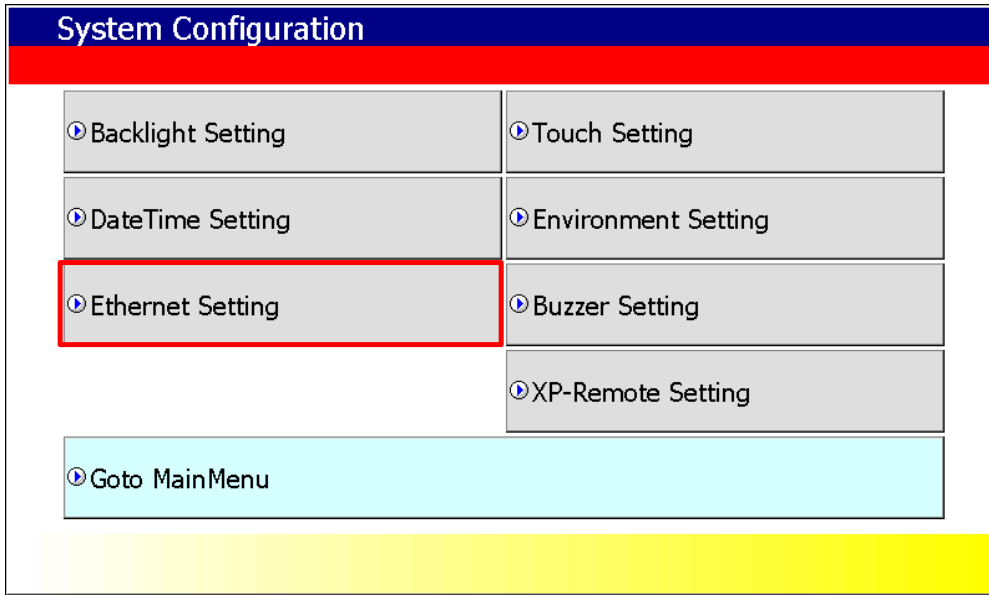 System Configuration
Backlight Setting
Touch Setting
DateTime Setting
Environment Setting
Ethernet Setting
Buzzer Setting
XP-Remote Setting
Goto MainMenu